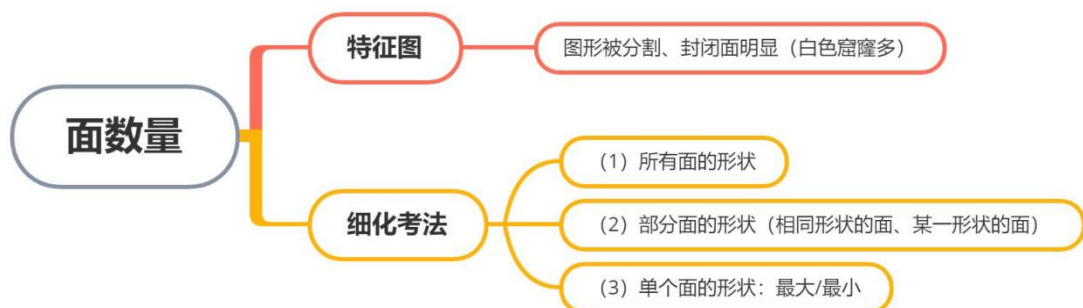 面数量
特征图
图形被分割、封闭面明显（白色窟窿多）
细化考法
（1）所有面的形状
（2）部分面的形状（相同形状的面、某一形状的面）
（3）单个面的形状：最大/最小